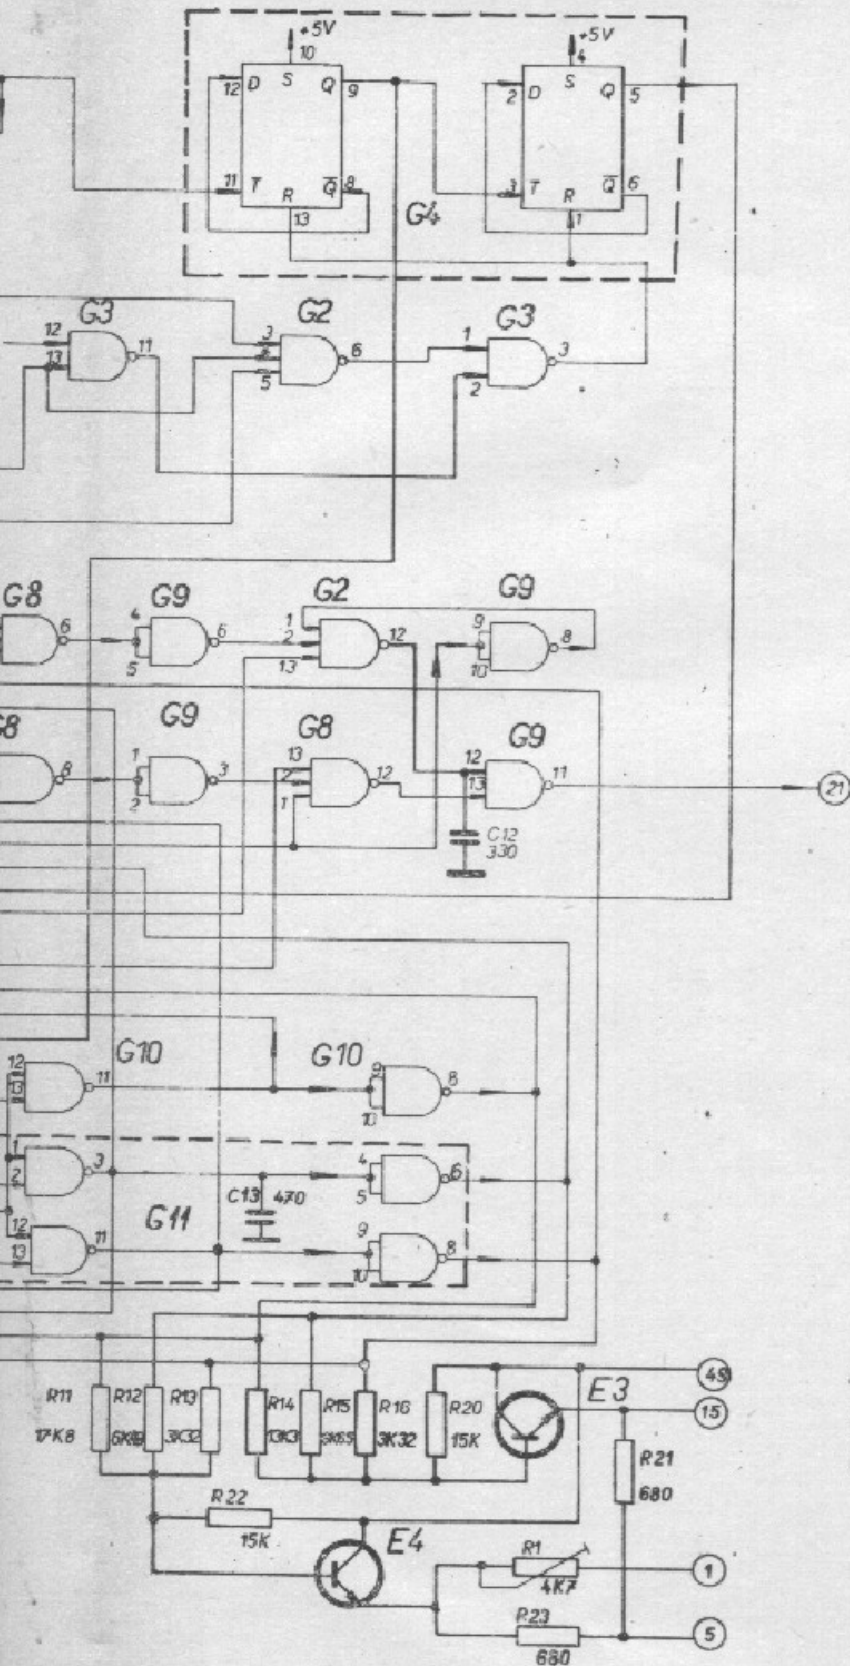 +5V +5V
10 4
12 D S Q 9 2 D S Q 5
11 T̅ R Q̅ 8 3 T̅ R Q̅ 6
13 G4 1
G3 G2 G3
12 11 3 6 1 3
13 5 2
G8 G9 G2 G9
6 4 6 1 12 9 8
5 2 10
13
G8 G9 G8 G9
8 1 3 13 12 12 11 21
2 2 13
1
C12
330
G10 G10
12 11 9 8
13 10
1 3 4 6
2 C13 470 5
G11
12 11 9 8
13 10
R11 R12 R13 R14 R15 R16 R20 E3 45
17K8 3K32 13K3 3K32 15K 15
R21
680
R22
15K
E4
R1 1
4K7
R23 5
680